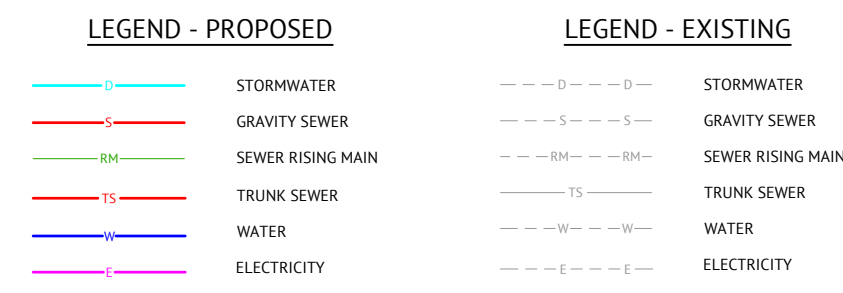 LEGEND - PROPOSED
D STORMWATER
S GRAVITY SEWER
RM SEWER RISING MAIN
TS TRUNK SEWER
W WATER
E ELECTRICITY
LEGEND - EXISTING
D D STORMWATER
S S GRAVITY SEWER
RM RM SEWER RISING MAIN
TS TRUNK SEWER
W W WATER
E E ELECTRICITY